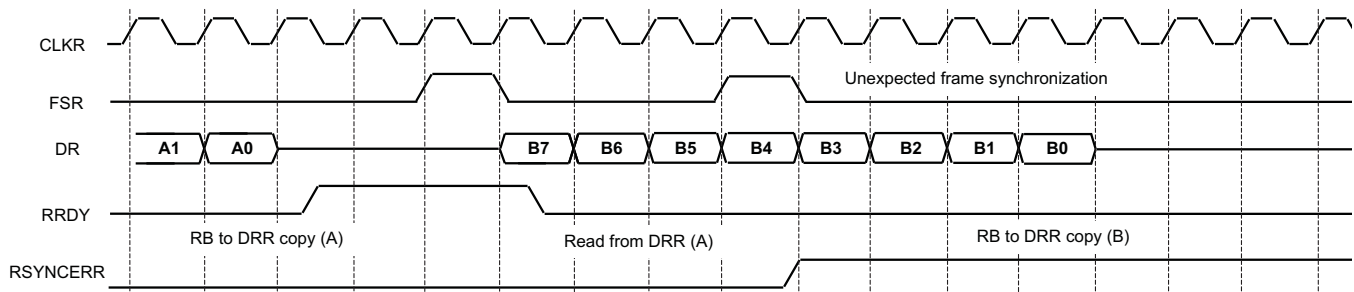 CLKR
Unexpected frame synchronization
FSR
DR A1 A0 B7 B6 B5 B4 B3 B2 B1 B0
RRDY
RB to DRR copy (A) Read from DRR (A) RB to DRR copy (B)
RSYNCERR